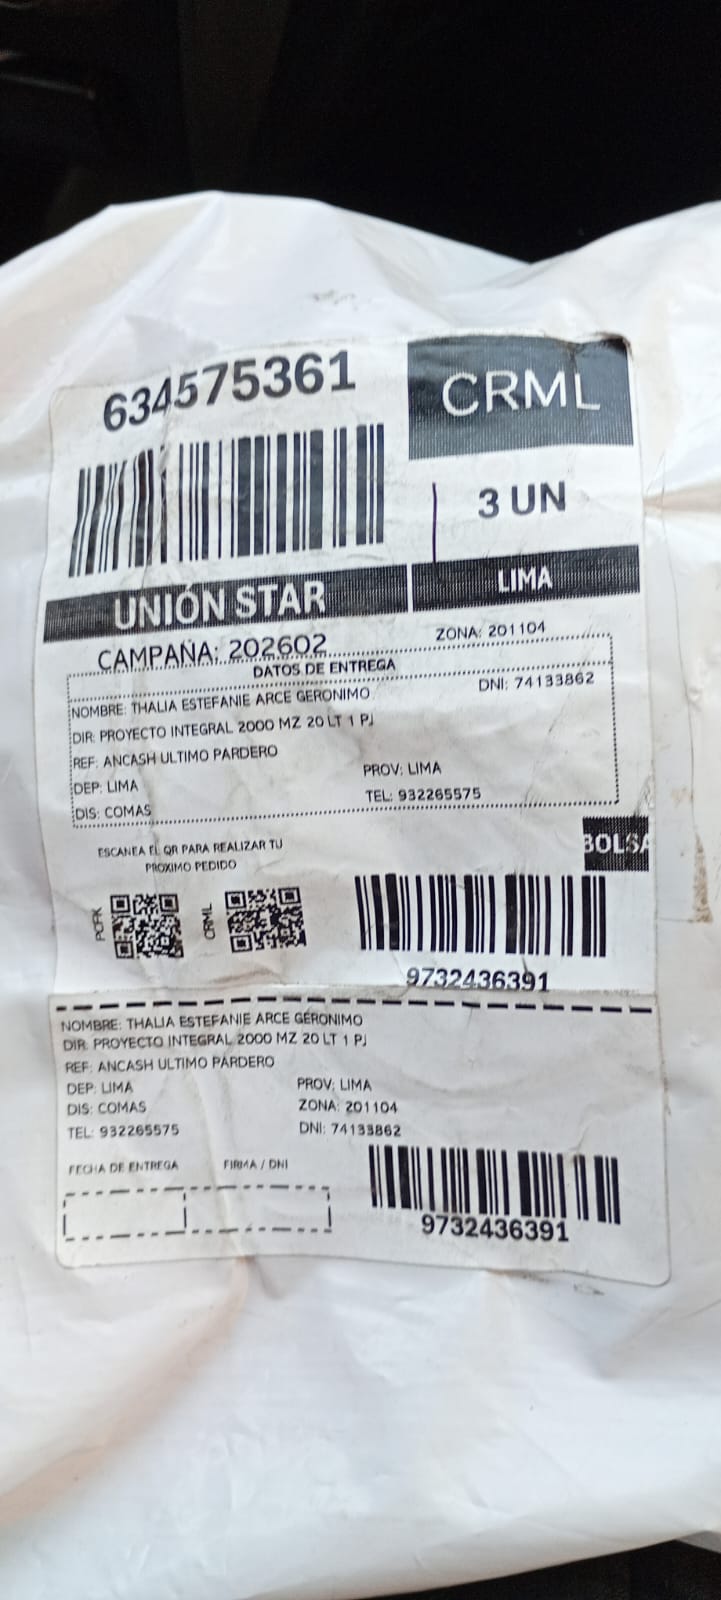 634575361
CRML
3 UN
UNIÓN STAR
LIMA
CAMPAÑA: 202602
ZONA: 201104
DATOS DE ENTREGA
NOMBRE: THALIA ESTEFANIE ARCE GERONIMO
DNI: 74133862
DIR: PROYECTO INTEGRAL 2000 MZ 20 LT 1 PJ
REF: ANCASH ULTIMO PARDERO
DEP: LIMA
PROV: LIMA
DIS: COMAS
TEL: 932265575
ESCANEA EL QR PARA REALIZAR TU
PROXIMO PEDIDO
BOLSA
PCFK
CRML
9732436391
NOMBRE: THALIA ESTEFANIE ARCE GERONIMO
DIR: PROYECTO INTEGRAL 2000 MZ 20 LT 1 PJ
REF: ANCASH ULTIMO PARDERO
DEP: LIMA
PROV: LIMA
DIS: COMAS
ZONA: 201104
TEL: 932265575
DNI: 74133862
FECHA DE ENTREGA
FIRMA / DNI
9732436391